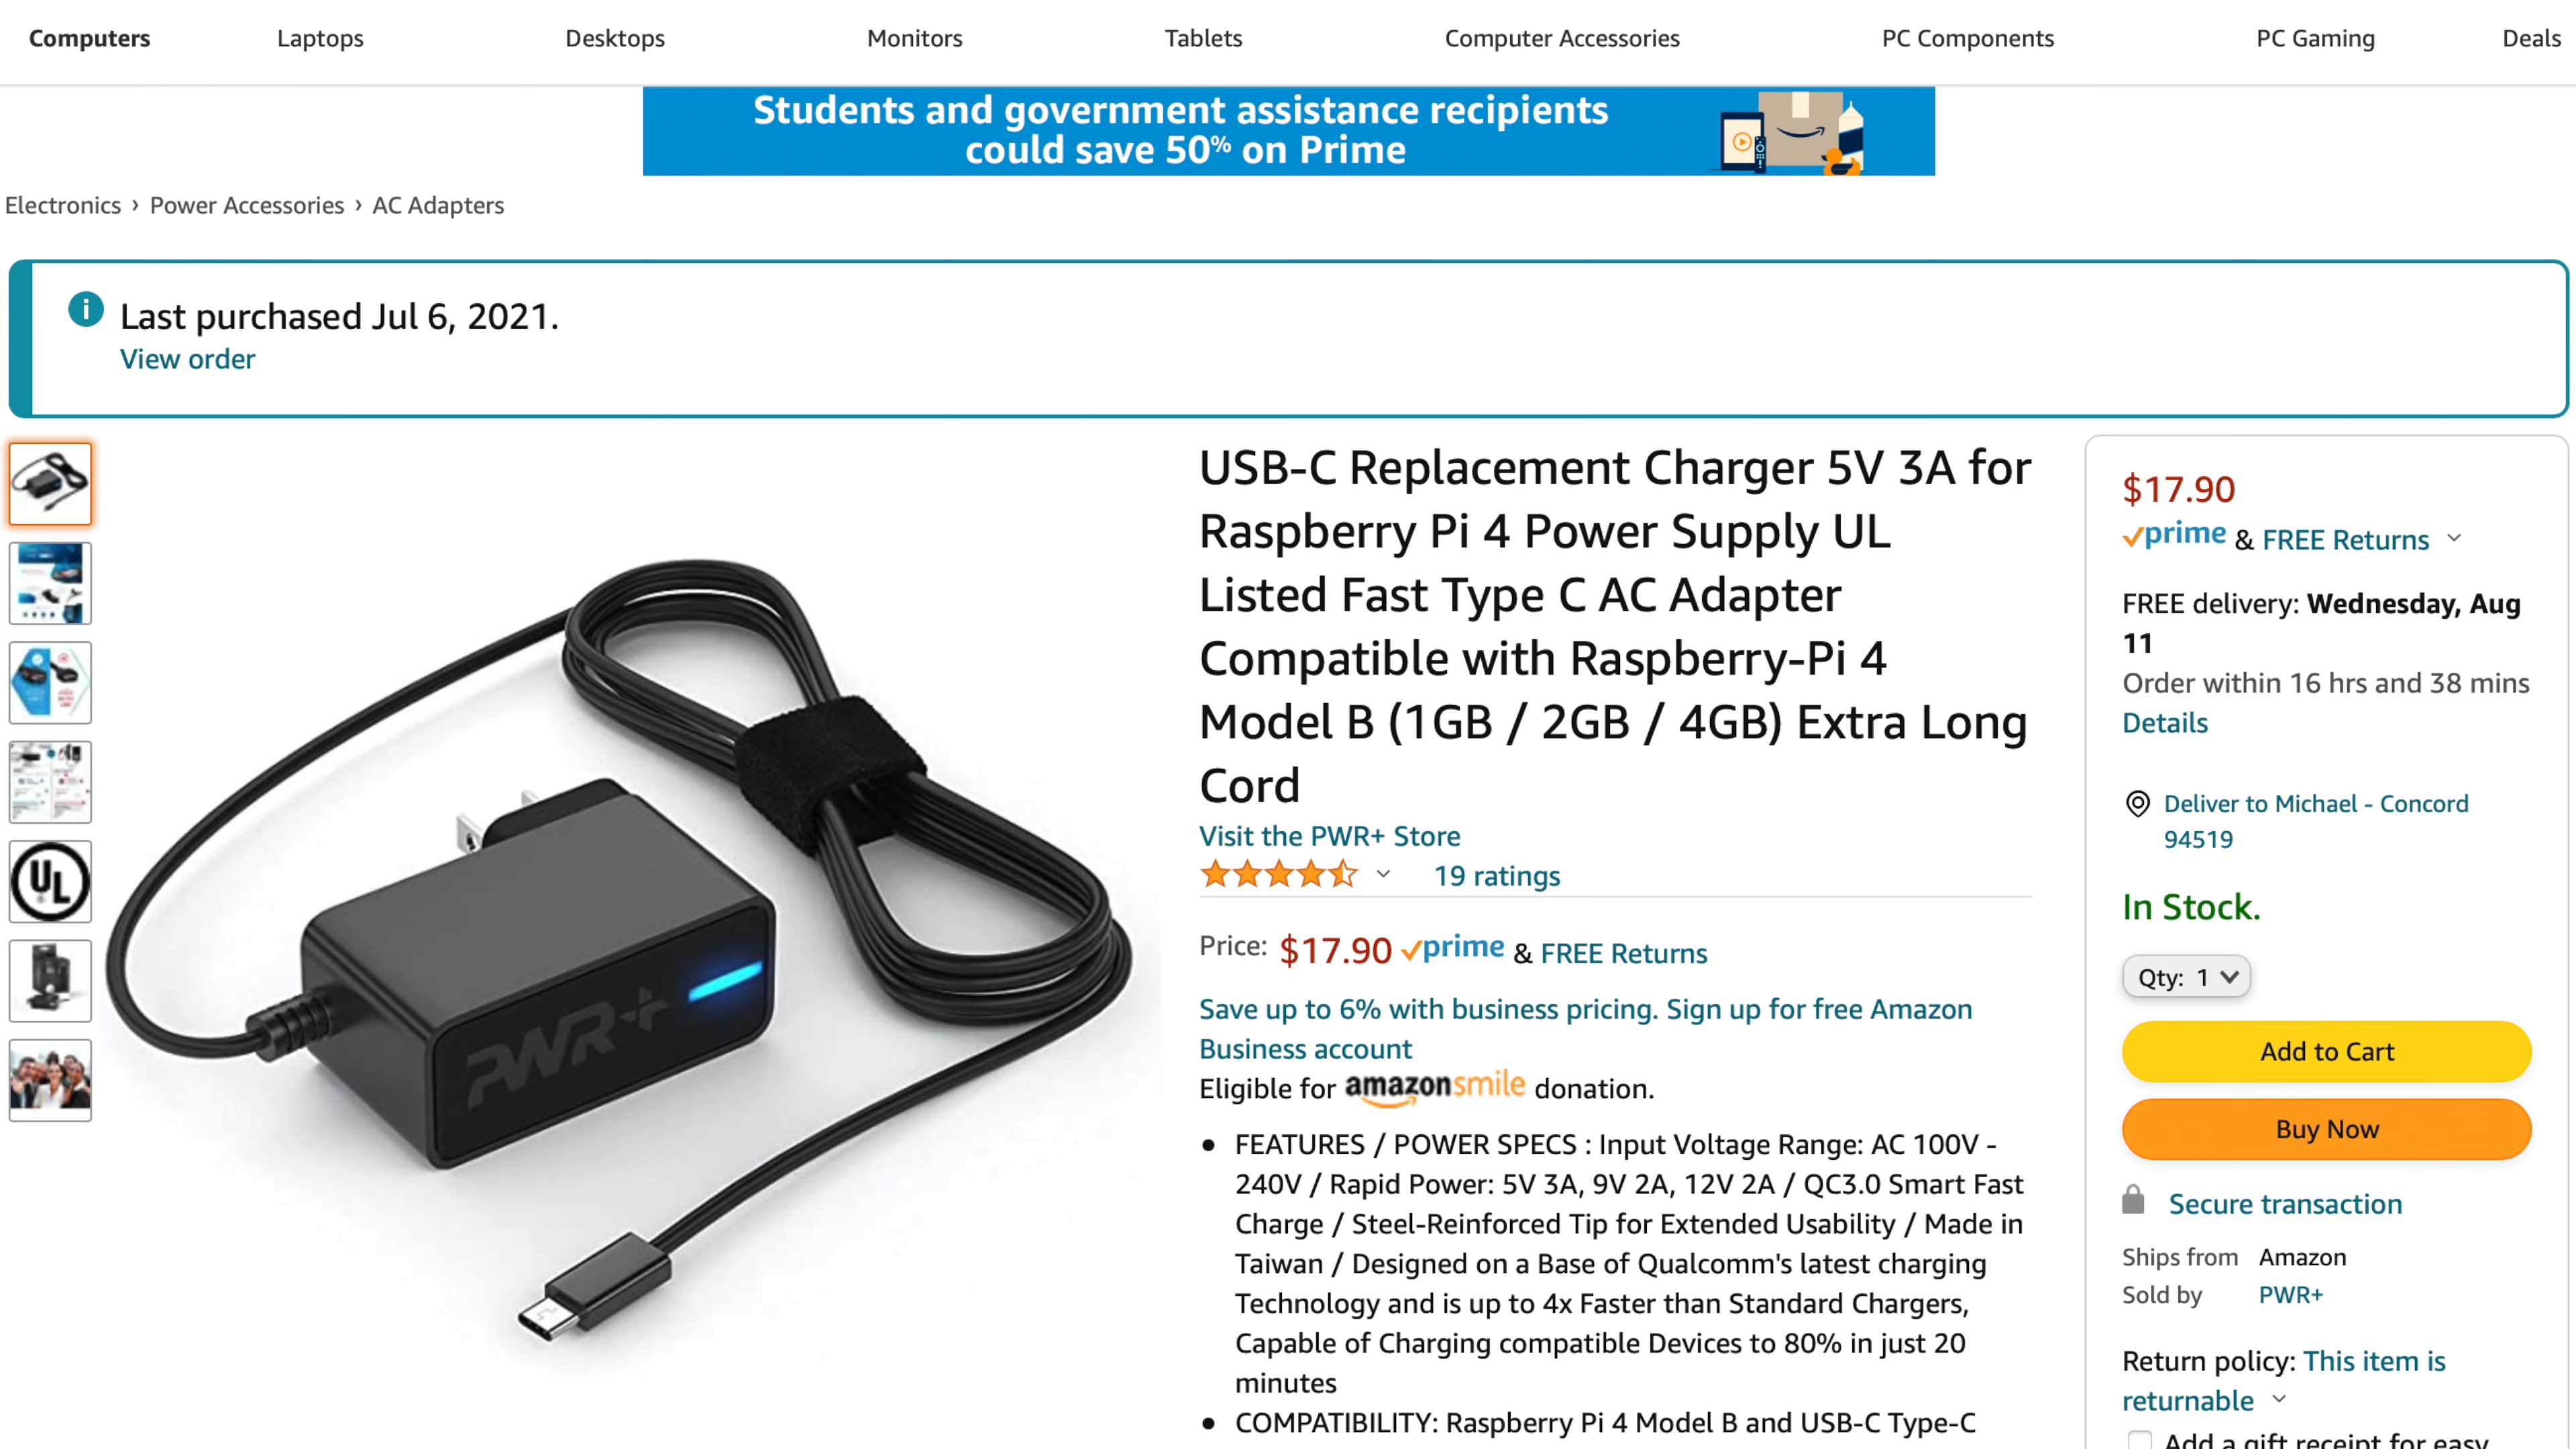 Computers
Laptops
Desktops
Monitors
Tablets
Computer Accessories
PC Components
PC Gaming
Deals
Students and government assistance recipients
could save 50% on Prime
Electronics › Power Accessories › AC Adapters
i
Last purchased Jul 6, 2021.
View order
UL
PWR+
USB-C Replacement Charger 5V 3A for
Raspberry Pi 4 Power Supply UL
Listed Fast Type C AC Adapter
Compatible with Raspberry-Pi 4
Model B (1GB / 2GB / 4GB) Extra Long
Cord
Visit the PWR+ Store
19 ratings
Price: $17.90 prime & FREE Returns
Save up to 6% with business pricing. Sign up for free Amazon
Business account
Eligible for amazonsmile donation.
• FEATURES / POWER SPECS : Input Voltage Range: AC 100V -
240V / Rapid Power: 5V 3A, 9V 2A, 12V 2A / QC3.0 Smart Fast
Charge / Steel-Reinforced Tip for Extended Usability / Made in
Taiwan / Designed on a Base of Qualcomm's latest charging
Technology and is up to 4x Faster than Standard Chargers,
Capable of Charging compatible Devices to 80% in just 20
minutes
• COMPATIBILITY: Raspberry Pi 4 Model B and USB-C Type-C
$17.90
prime & FREE Returns
FREE delivery: Wednesday, Aug
11
Order within 16 hrs and 38 mins
Details
Deliver to Michael - Concord
94519
In Stock.
Qty: 1
Add to Cart
Buy Now
Secure transaction
Ships from Amazon
Sold by PWR+
Return policy: This item is
returnable
Add a gift receipt for easy